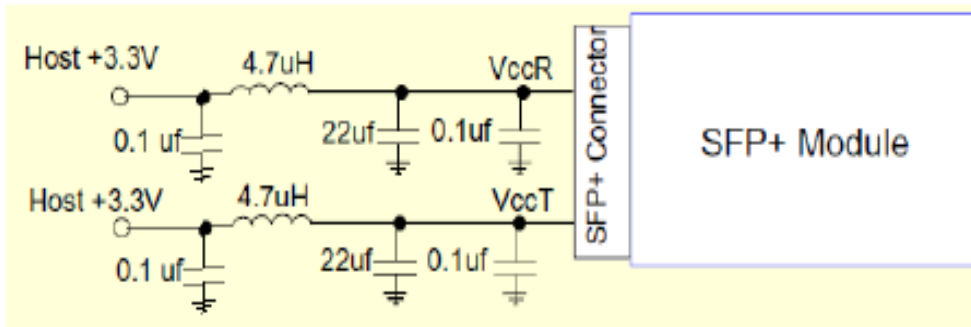 Host +3.3V
4.7uH
VccR
0.1 uf
22uf
0.1uf
Host +3.3V
4.7uH
VccT
0.1 uf
22uf
0.1uf
SFP+ Connector
SFP+ Module